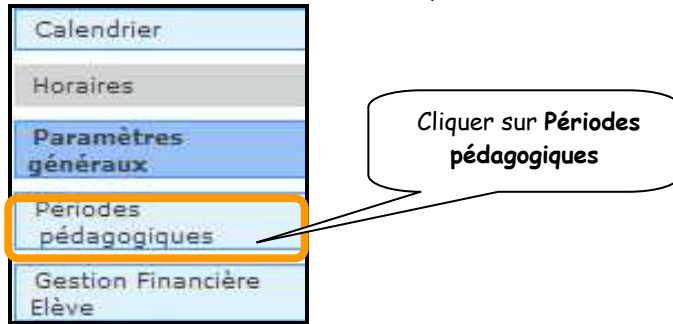 Calendrier
Horaires
Paramètres
généraux
Périodes
pédagogiques
Gestion Financière
Elève
Cliquer sur Périodes
pédagogiques